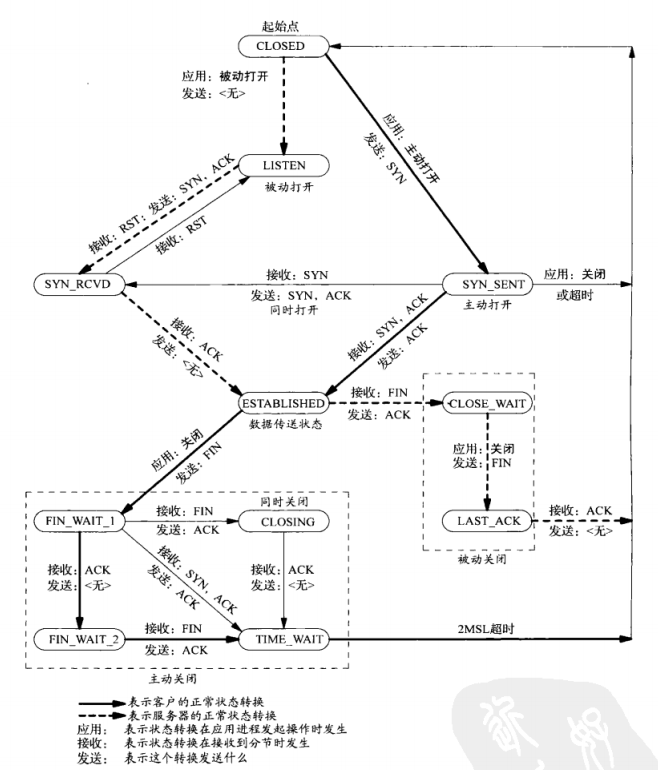 起始点
CLOSED
应用：被动打开
发送：<无>
应用：主动打开
发送：SYN
LISTEN
被动打开
接收：RST；发送：SYN，ACK
接收：RST
SYN_RCVD
接收：SYN
发送：SYN，ACK
同时打开
SYN_SENT
主动打开
应用：关闭
或超时
接收：ACK
发送：<无>
接收：SYN，ACK
发送：ACK
ESTABLISHED
数据传送状态
接收：FIN
发送：ACK
CLOSE_WAIT
应用：关闭
发送：FIN
应用：关闭
发送：FIN
LAST_ACK
被动关闭
接收：ACK
发送：<无>
FIN_WAIT_1
接收：FIN
发送：ACK
同时关闭
CLOSING
接收：ACK
发送：<无>
接收：SYN，ACK
发送：ACK
接收：ACK
发送：<无>
FIN_WAIT_2
接收：FIN
发送：ACK
TIME_WAIT
2MSL超时
主动关闭
表示客户的正常状态转换
表示服务器的正常状态转换
应用： 表示状态转换在应用进程发起操作时发生
接收： 表示状态转换在接收到分节时发生
发送： 表示这个转换发送什么